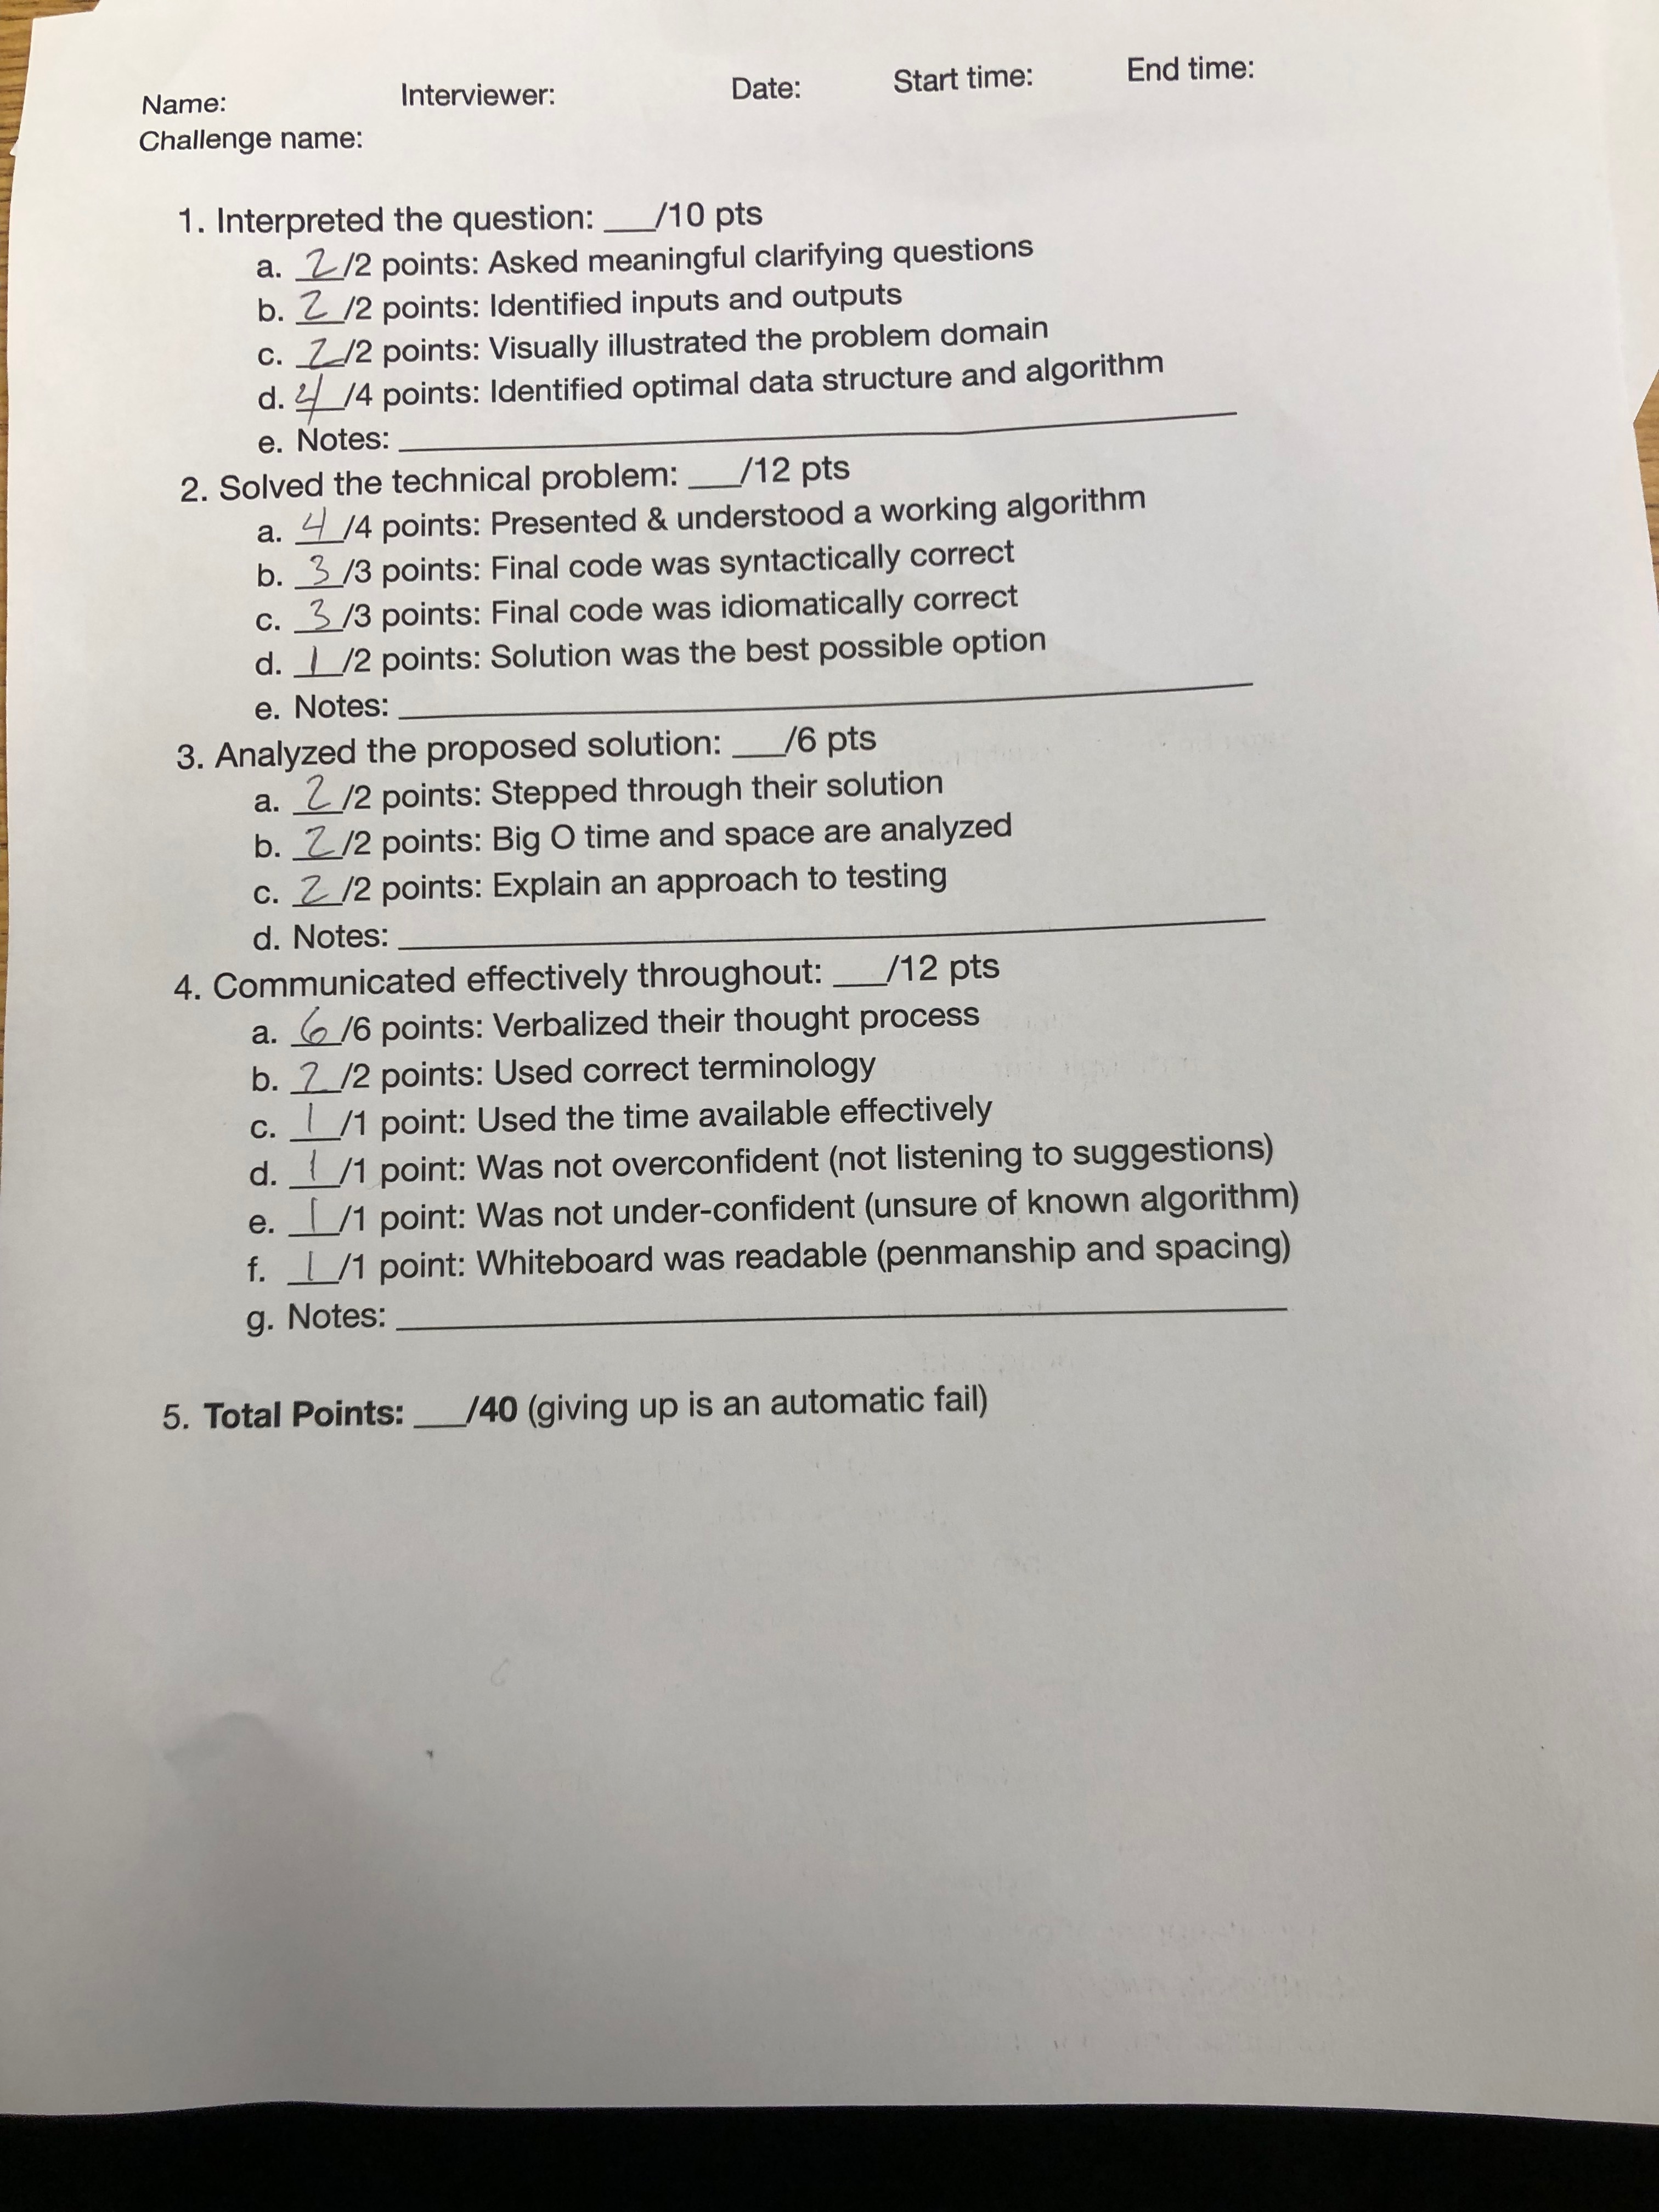 Name: Interviewer: Date: Start time: End time:
Challenge name:
1. Interpreted the question: ___/10 pts
a. 2/2 points: Asked meaningful clarifying questions
b. 2/2 points: Identified inputs and outputs
c. 2/2 points: Visually illustrated the problem domain
d. 4/4 points: Identified optimal data structure and algorithm
e. Notes: ___
2. Solved the technical problem: ___/12 pts
a. 4/4 points: Presented & understood a working algorithm
b. 3/3 points: Final code was syntactically correct
c. 3/3 points: Final code was idiomatically correct
d. 1/2 points: Solution was the best possible option
e. Notes: ___
3. Analyzed the proposed solution: ___/6 pts
a. 2/2 points: Stepped through their solution
b. 2/2 points: Big O time and space are analyzed
c. 2/2 points: Explain an approach to testing
d. Notes: ___
4. Communicated effectively throughout: ___/12 pts
a. 6/6 points: Verbalized their thought process
b. 2/2 points: Used correct terminology
c. 1/1 point: Used the time available effectively
d. 1/1 point: Was not overconfident (not listening to suggestions)
e. 1/1 point: Was not under-confident (unsure of known algorithm)
f. 1/1 point: Whiteboard was readable (penmanship and spacing)
g. Notes: ___
5. Total Points: ___/40 (giving up is an automatic fail)